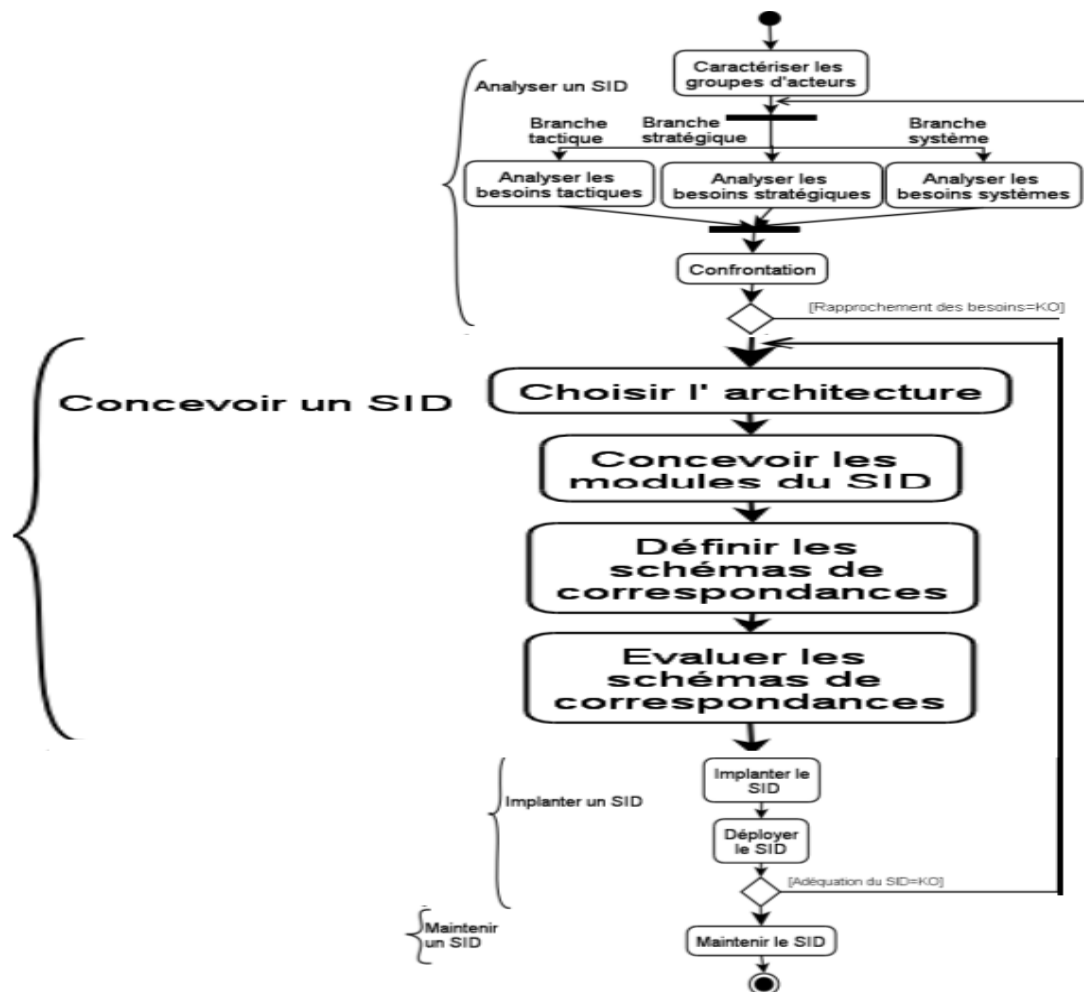 Caractériser les
groupes d'acteurs
Analyser un SID
Branche
tactique
Branche
stratégique
Branche
système
Analyser les
besoins tactiques
Analyser les
besoins stratégiques
Analyser les
besoins systèmes
Confrontation
[Rapprochement des besoins=KO]
Concevoir un SID
Choisir l' architecture
Concevoir les
modules du SID
Définir les
schémas de
correspondances
Evaluer les
schémas de
correspondances
Implanter un SID
Implanter le
SID
Déployer
le SID
[Adéquation du SID=KO]
Maintenir
un SID
Maintenir le SID